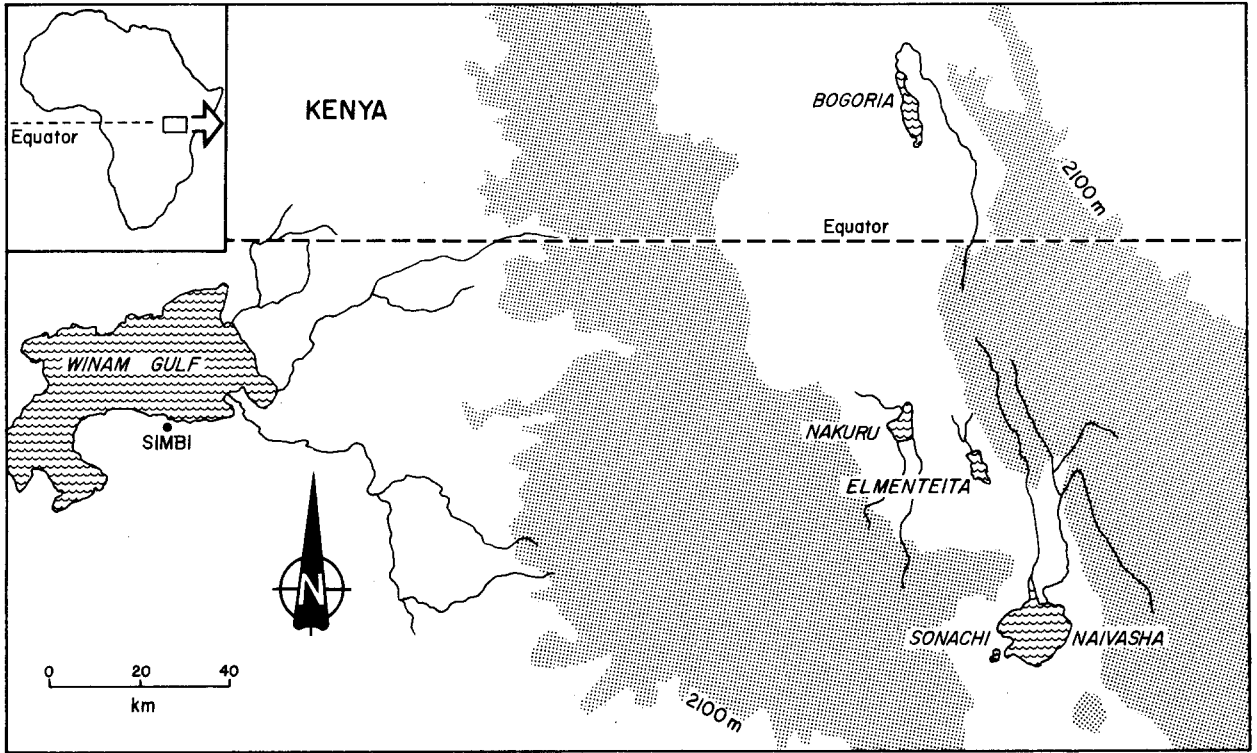 Equator
KENYA
BOGORIA
2100 m
Equator
WINAM GULF
SIMBI
NAKURU
ELMENTEITA
N
SONACHI
NAIVASHA
0 20 40
km
2100 m